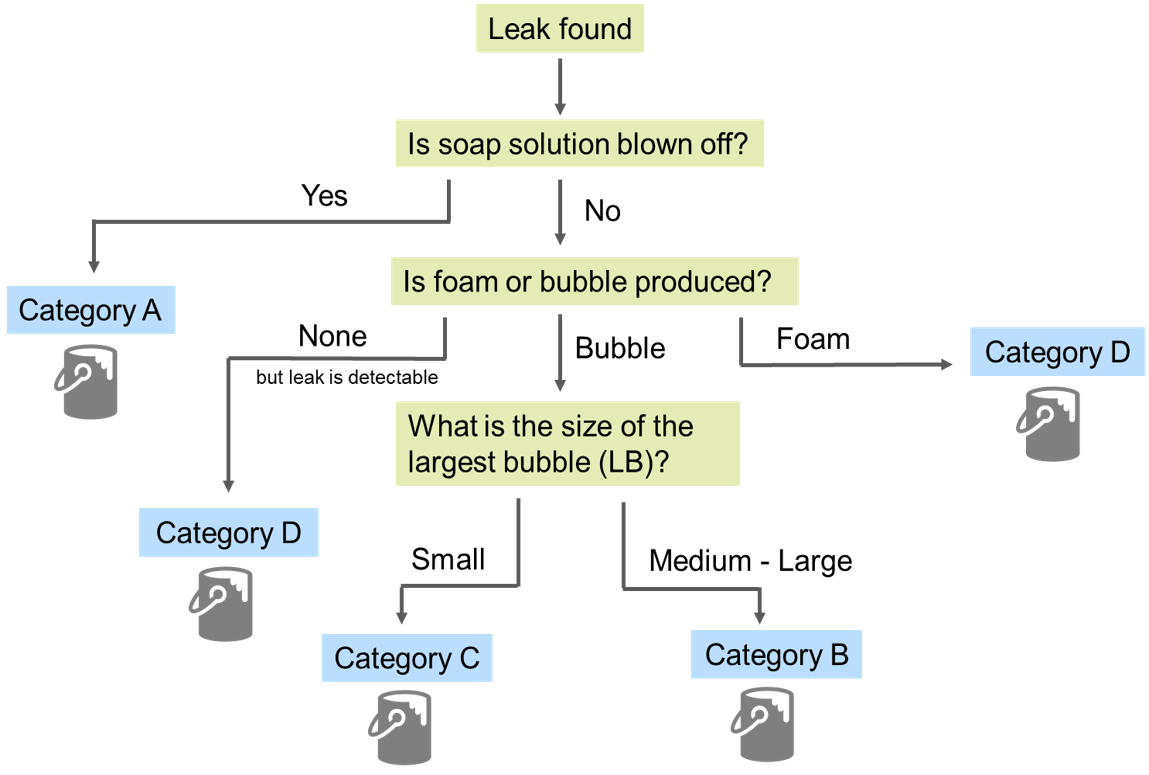 Leak found
Is soap solution blown off?
Yes
No
Is foam or bubble produced?
Category A
None
but leak is detectable
Bubble
Foam
Category D
What is the size of the
largest bubble (LB)?
Category D
Small
Medium - Large
Category C
Category B